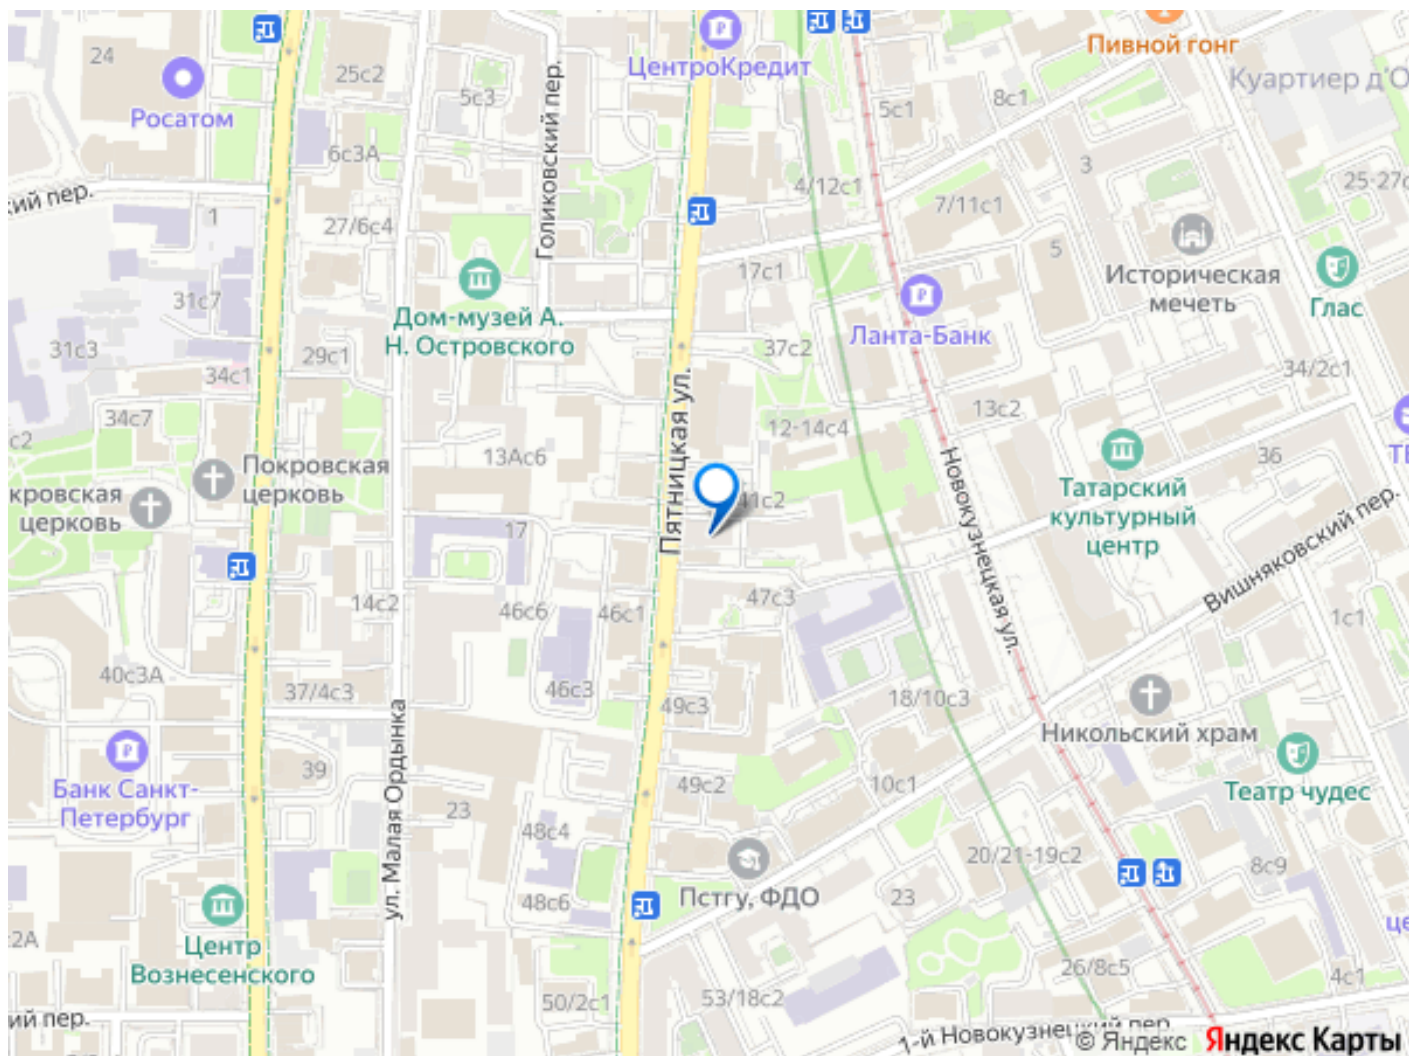 24
Росатом
25с2
5с3
6с3А
Голиковский пер.
ЦентроКредит
Пивной гонг
Куартиер д'О
5с1
8с1
4/12с1
7/11с1
3
25-27с
кий пер.
1
27/6с4
31с7
31с3
29с1
34с1
34с7
с2
Дом-музей А.
Н. Островского
17с1
5
Историческая
мечеть
Глас
Ланта-Банк
37с2
34/2с1
13с2
12-14с4
36
Пятницкая ул.
13Ас6
Покровская
церковь
кровская
церковь
41с2
Новокузнецкая ул.
Татарский
культурный
центр
Вишняковский пер.
17
14с2
46с6
46с1
47с3
1с1
40с3А
37/4с3
46с3
49с3
18/10с3
Никольский храм
Театр чудес
Банк Санкт-
Петербург
39
ул. Малая Ордынка
23
48с4
49с2
10с1
20/21-19с2
8с9
Пстгу, ФДО
23
48с6
2А
Центр
Вознесенского
це
26/8с5
4с1
50/2с1
53/18с2
ий пер.
1-й Новокузнецкий пер.
© Яндекс
Яндекс Карты